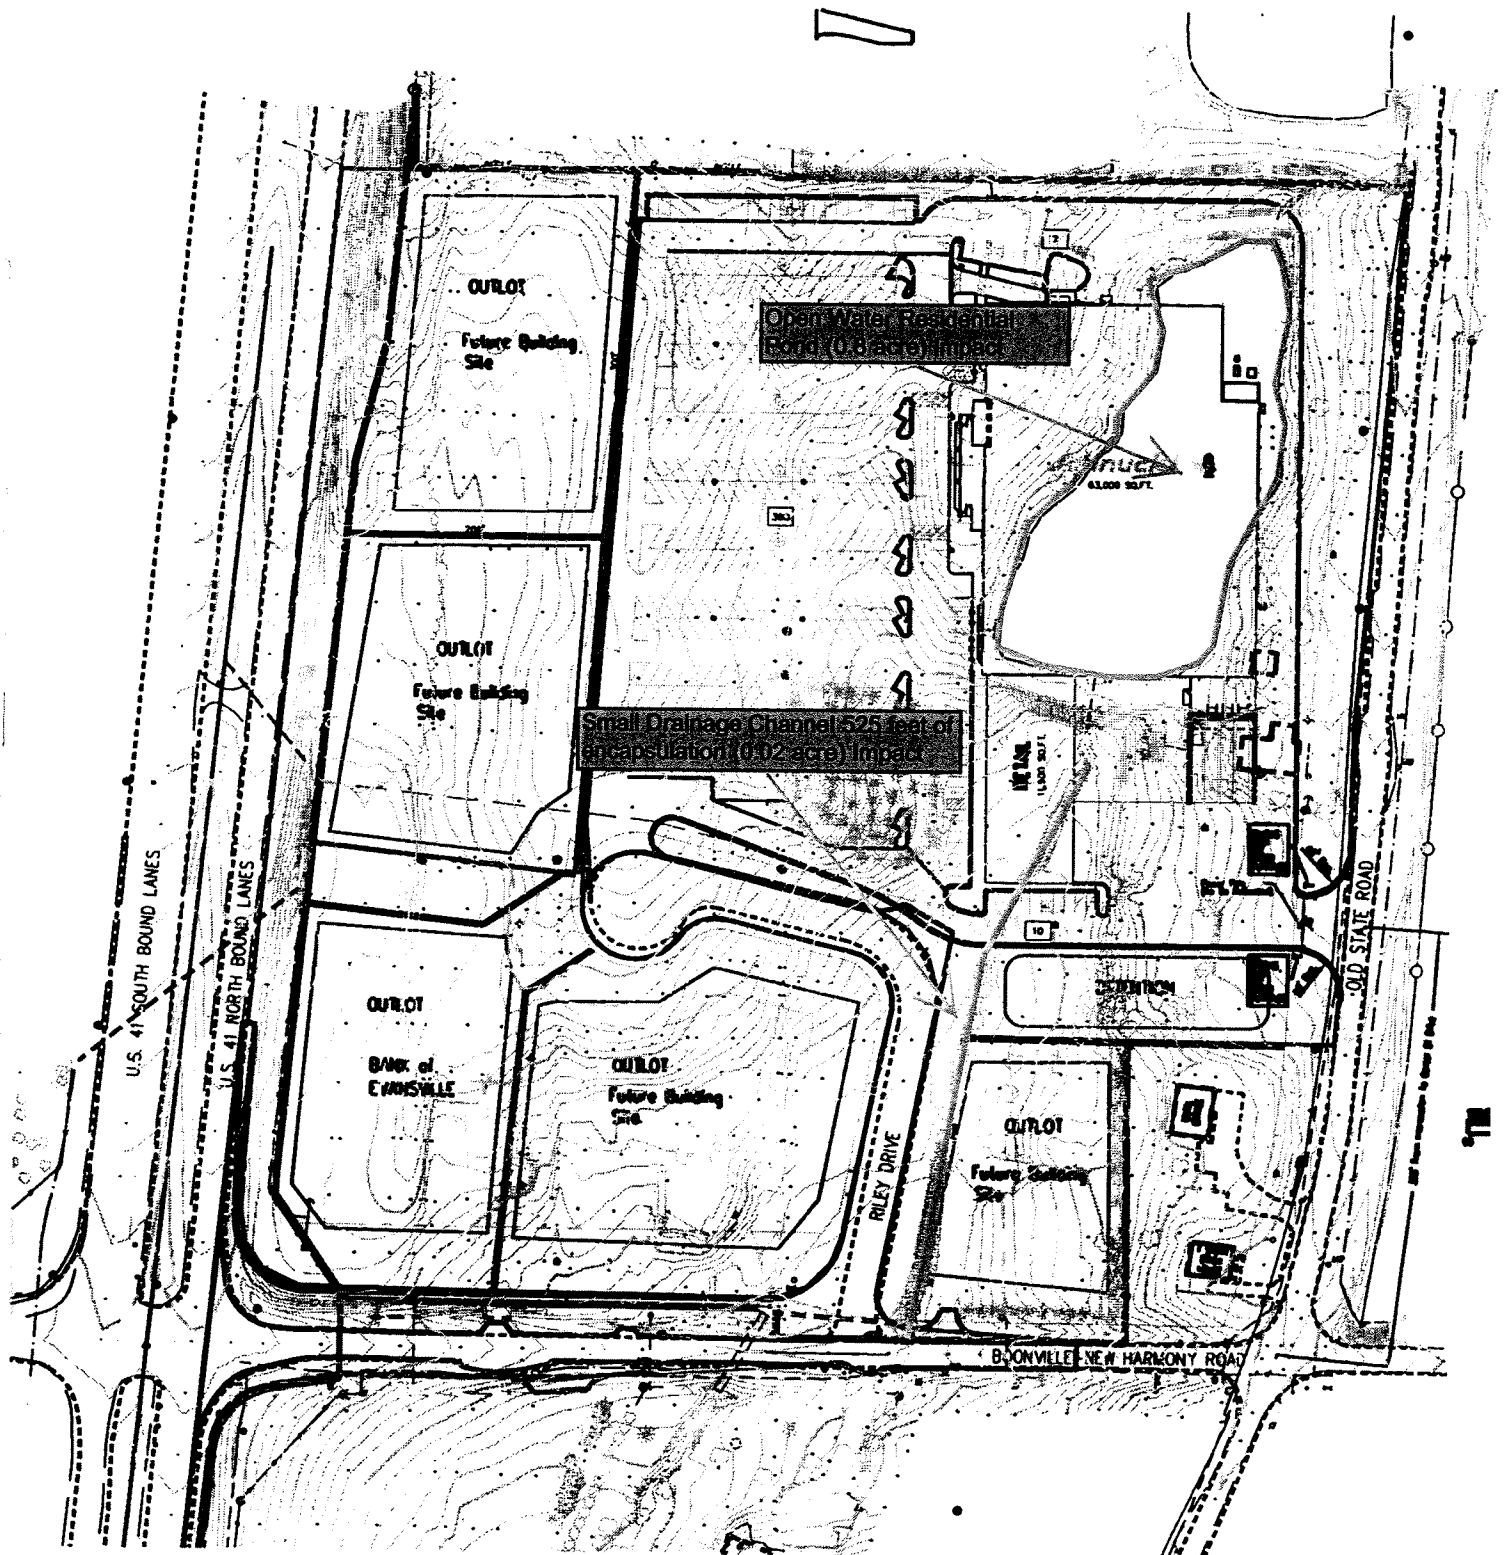 OUTLOT
Future Building
Site
Open Water Residential
Pond (0.8 acre) Impact
63,000 SQ.FT.
OUTLOT
Future Building
Site
Small Drainage Channel 525 feet of
encapsulation (0.02 acre) Impact
RETAIL
U.S. 41 SOUTH BOUND LANES
U.S. 41 NORTH BOUND LANES
OLD STATE ROAD
10
DETENTION
OUTLOT
BANK of
EVANSVILLE
OUTLOT
Future Building
Site
RILEY DRIVE
OUTLOT
Future Building
Site
BOONVILLE NEW HARMONY ROAD